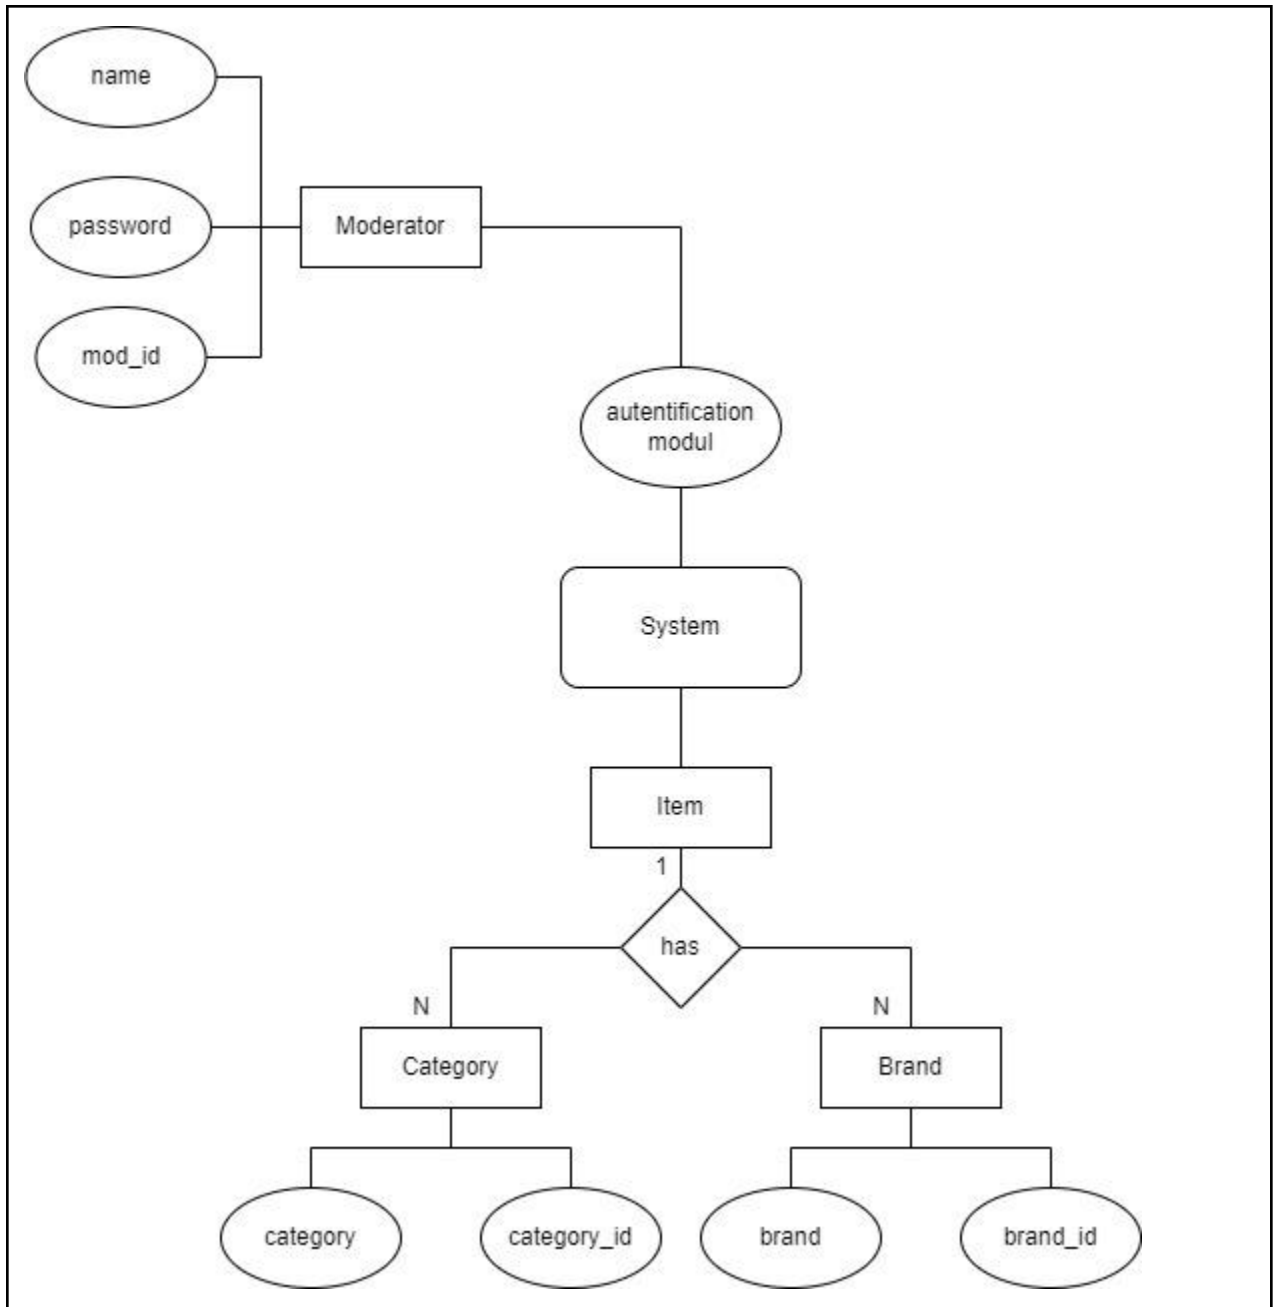 name
password
Moderator
mod_id
autentification
modul
System
Item
1
has
N
N
Category
Brand
category
category_id
brand
brand_id